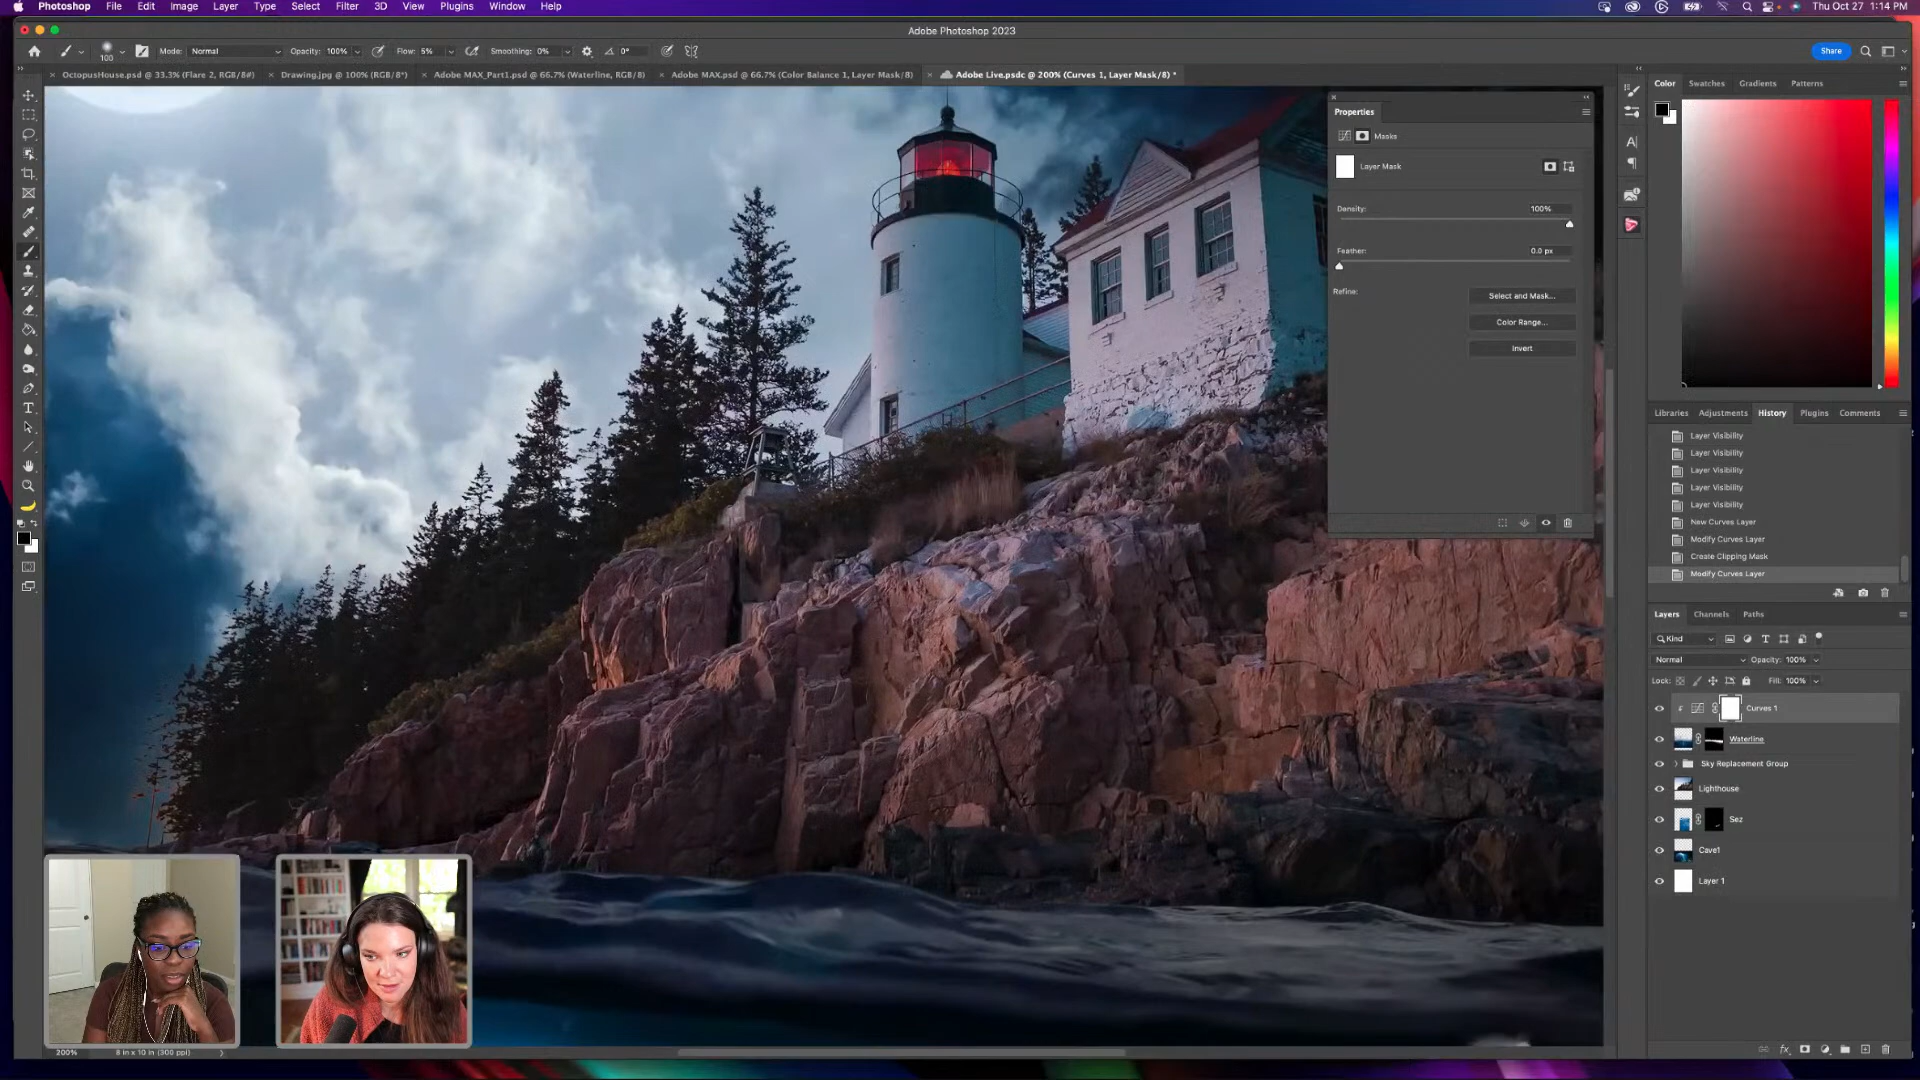 Photoshop File Edit Image Layer Type Select Filter 3D View Plugins Window Help Thu Oct 27 1:14 PM
Adobe Photoshop 2023
100 Mode: Normal Opacity: 100% Flow: 5% Smoothing: 0% 0° Share
OctopusHouse.psd @ 33.3% (Flare 2, RGB/8#) Drawing.jpg @ 100% (RGB/8*) Adobe MAX_Part1.psd @ 66.7% (Waterline, RGB/8) Adobe MAX.psd @ 66.7% (Color Balance 1, Layer Mask/8) Adobe Live.psdc @ 200% (Curves 1, Layer Mask/8) *
Properties
Masks
Layer Mask
Density: 100%
Feather: 0.0 px
Refine: Select and Mask...
Color Range...
Invert
Color Swatches Gradients Patterns
Libraries Adjustments History Plugins Comments
Layer Visibility
Layer Visibility
Layer Visibility
Layer Visibility
Layer Visibility
New Curves Layer
Modify Curves Layer
Create Clipping Mask
Modify Curves Layer
Layers Channels Paths
Kind
Normal Opacity: 100%
Lock: Fill: 100%
Curves 1
Waterline
Sky Replacement Group
Lighthouse
Sez
Cave1
Layer 1
200% 8 in x 10 in (300 ppi)